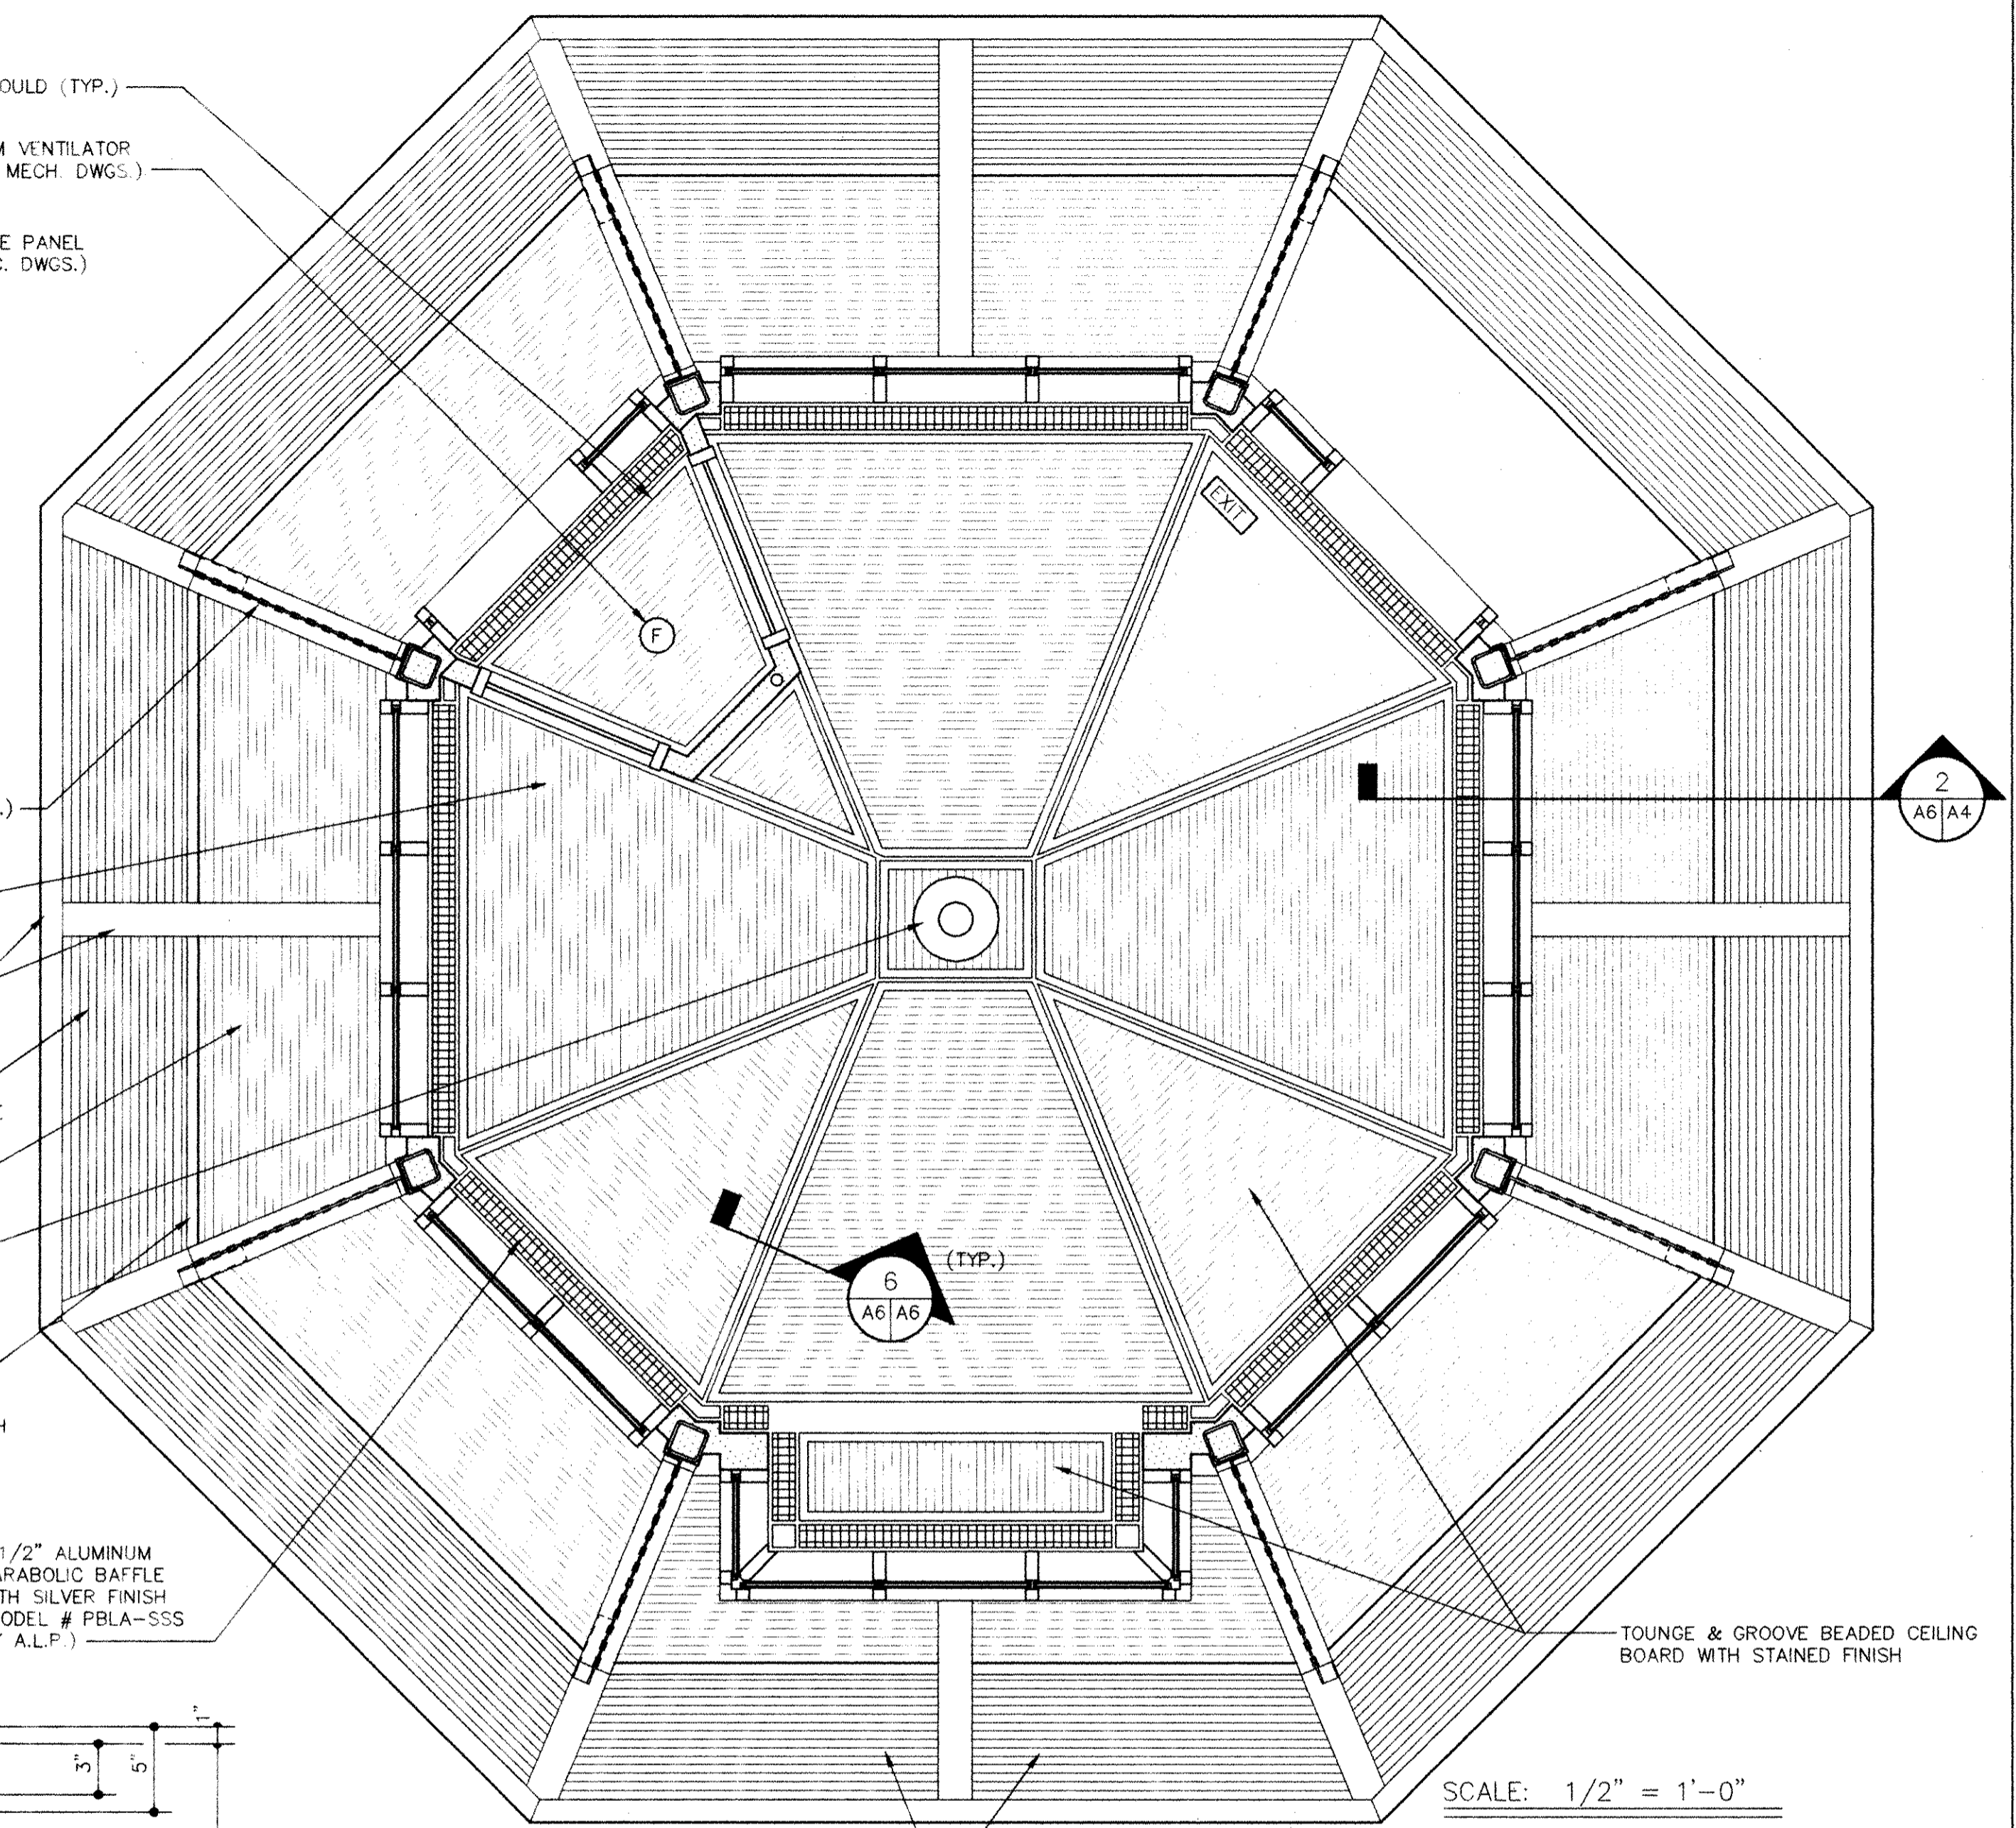 OULD (TYP.)
M VENTILATOR
MECH. DWGS.)
E PANEL
C. DWGS.)
EXIT
F
.)
2
A6 A4
(TYP.)
6
A6 A6
H
1/2" ALUMINUM
ARABOLIC BAFFLE
TH SILVER FINISH
ODEL # PBLA-SSS
Y A.L.P.)
TOUNGE & GROOVE BEADED CEILING
BOARD WITH STAINED FINISH
1"
3"
5"
SCALE: 1/2" = 1'-0"